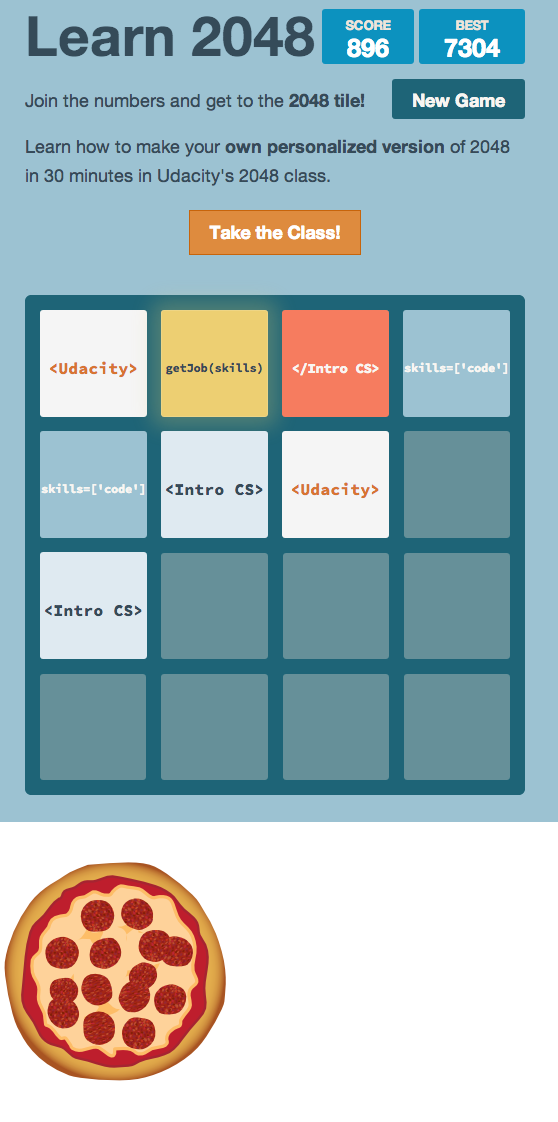 Learn 2048
SCORE
896
BEST
7304
Join the numbers and get to the 2048 tile!
New Game
Learn how to make your own personalized version of 2048
in 30 minutes in Udacity's 2048 class.
Take the Class!
<Udacity>
getJob(skills)
</Intro CS>
skills=['code']
skills=['code']
<Intro CS>
<Udacity>
<Intro CS>